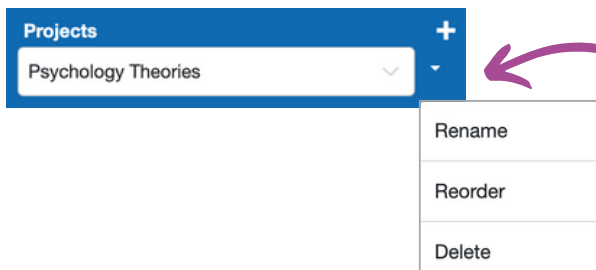 Projects
Psychology Theories
Rename
Reorder
Delete